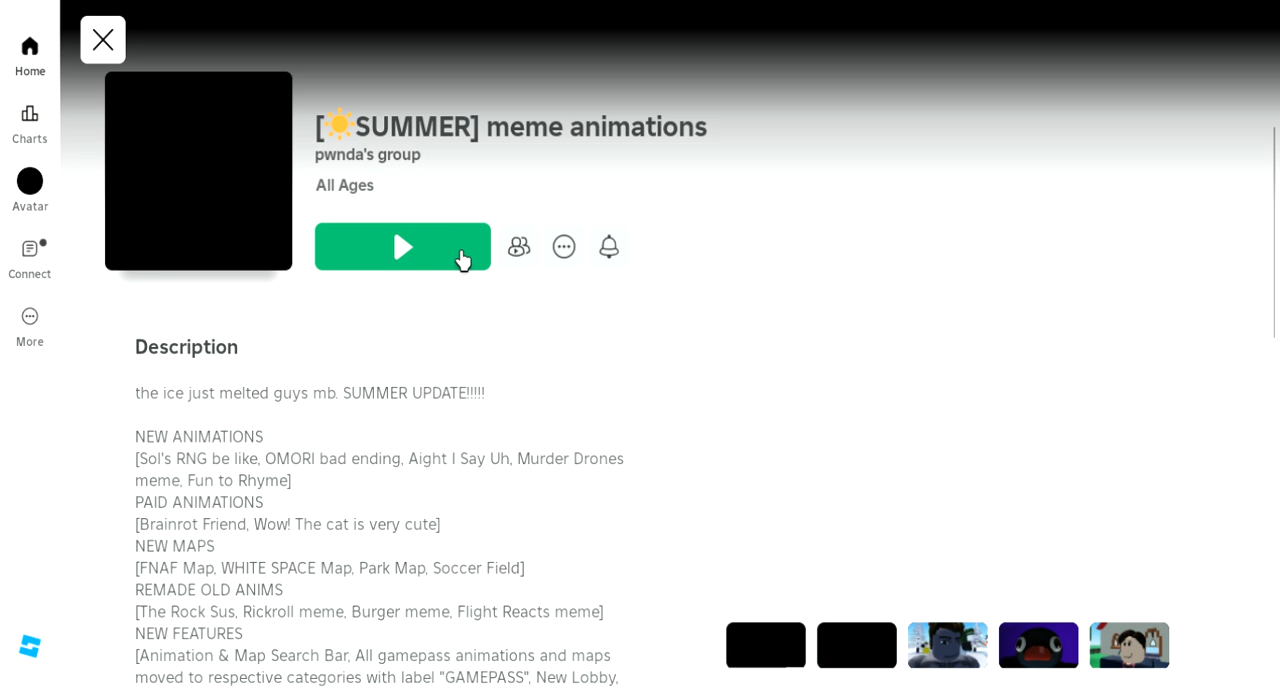 Home
Charts
Avatar
Connect
More
[☀️SUMMER] meme animations
pwnda's group
All Ages
Description
the ice just melted guys mb. SUMMER UPDATE!!!!!
NEW ANIMATIONS
[Sol's RNG be like, OMORI bad ending, Aight I Say Uh, Murder Drones
meme, Fun to Rhyme]
PAID ANIMATIONS
[Brainrot Friend, Wow! The cat is very cute]
NEW MAPS
[FNAF Map, WHITE SPACE Map, Park Map, Soccer Field]
REMADE OLD ANIMS
[The Rock Sus, Rickroll meme, Burger meme, Flight Reacts meme]
NEW FEATURES
[Animation & Map Search Bar, All gamepass animations and maps
moved to respective categories with label "GAMEPASS", New Lobby,